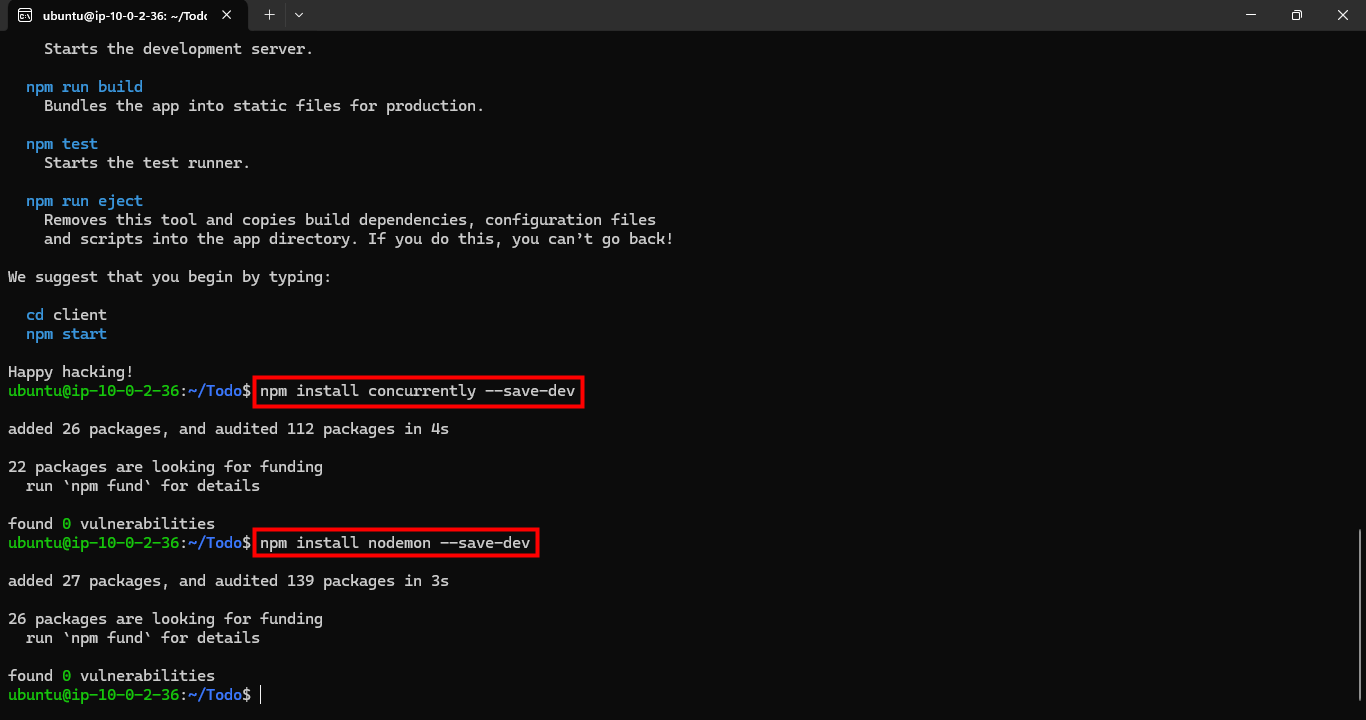 ubuntu@ip-10-0-2-36: ~/Todo
Starts the development server.
npm run build
Bundles the app into static files for production.
npm test
Starts the test runner.
npm run eject
Removes this tool and copies build dependencies, configuration files
and scripts into the app directory. If you do this, you can’t go back!
We suggest that you begin by typing:
cd client
npm start
Happy hacking!
ubuntu@ip-10-0-2-36:~/Todo$ npm install concurrently --save-dev
added 26 packages, and audited 112 packages in 4s
22 packages are looking for funding
run `npm fund` for details
found 0 vulnerabilities
ubuntu@ip-10-0-2-36:~/Todo$ npm install nodemon --save-dev
added 27 packages, and audited 139 packages in 3s
26 packages are looking for funding
run `npm fund` for details
found 0 vulnerabilities
ubuntu@ip-10-0-2-36:~/Todo$